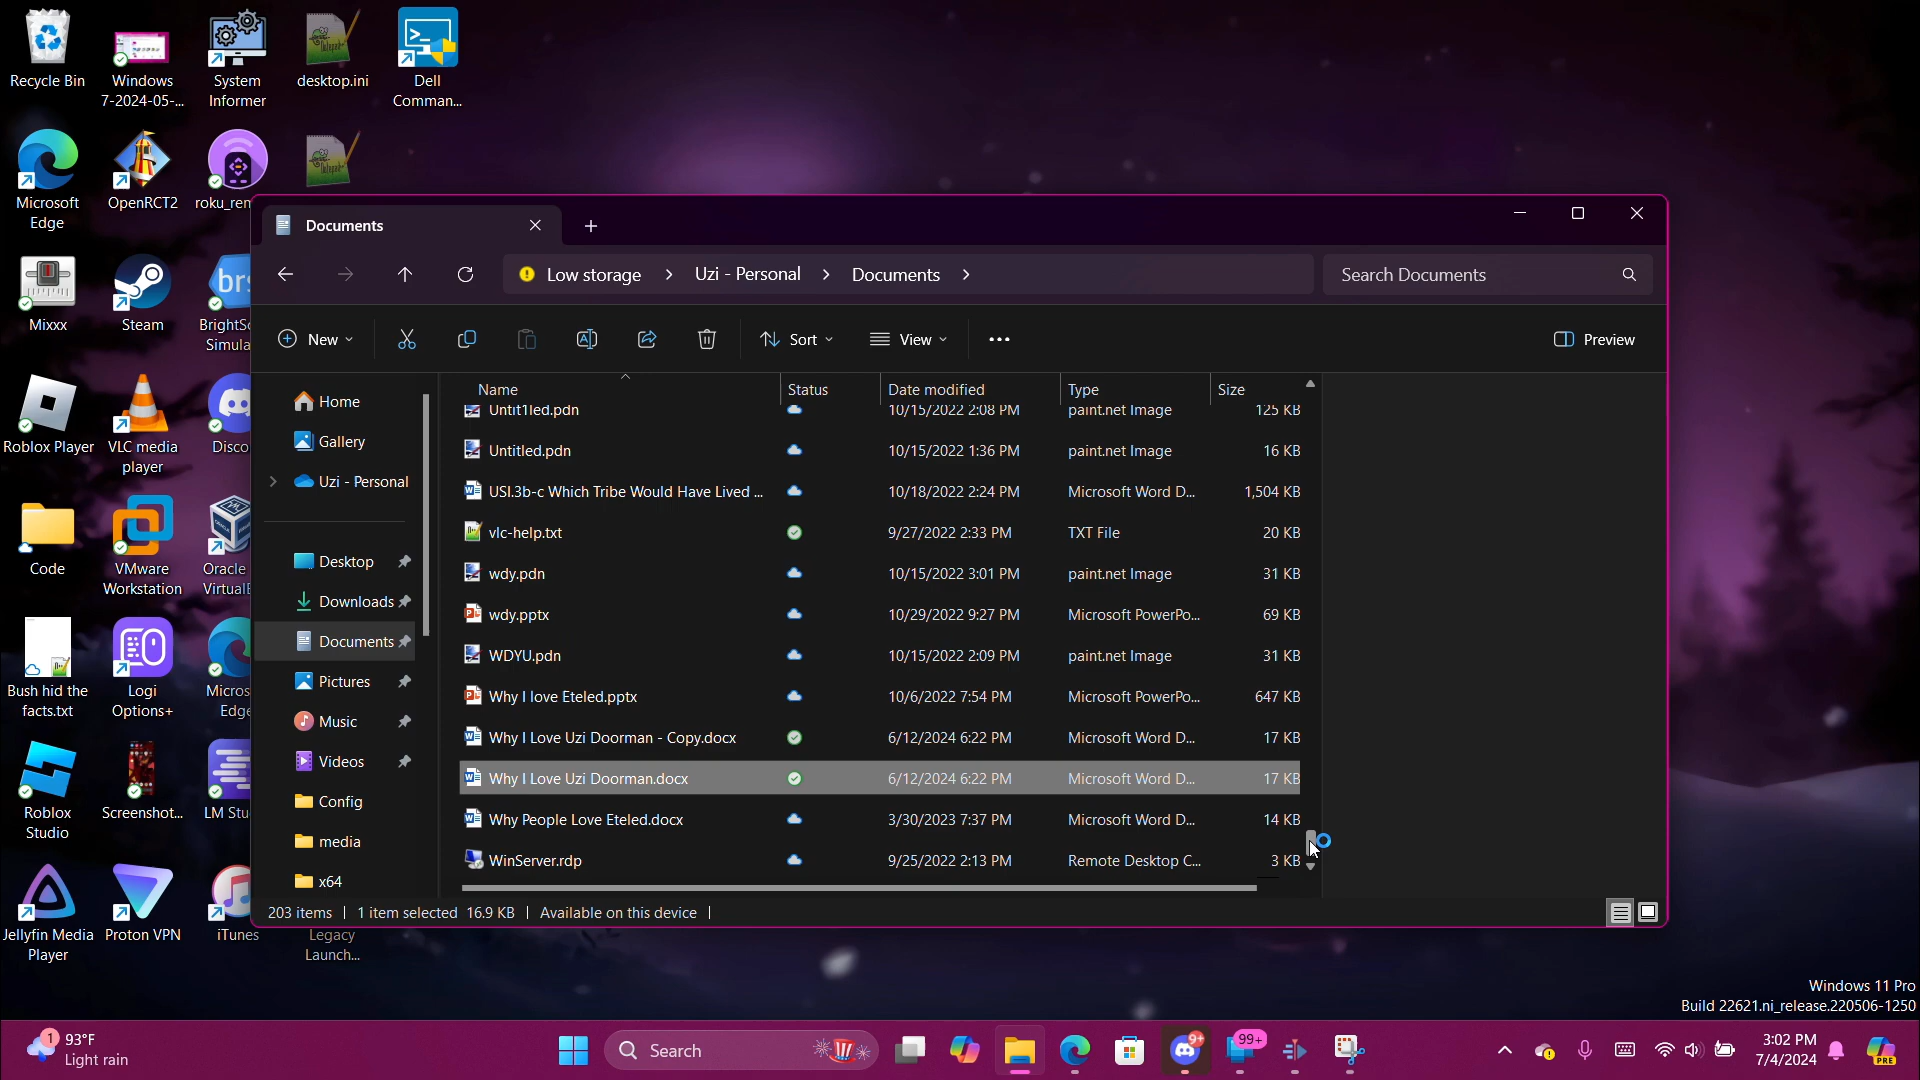 Recycle Bin
Windows
7-2024-05-...
System
Informer
desktop.ini
Dell
Comman...
Microsoft
Edge
OpenRCT2
roku_ren
Mixxx
Steam
BrightSc
Simula
Roblox Player
VLC media
player
Disco
Code
VMware
Workstation
Oracle
VirtualB
Bush hid the
facts.txt
Logi
Options+
Micros
Edge
Roblox
Studio
Screenshot...
LM Stu
Jellyfin Media
Player
Proton VPN
iTunes
Legacy
Launch...
Documents
Low storage > Uzi - Personal > Documents >
Search Documents
New
Sort
View
Preview
Home
Gallery
Uzi - Personal
Desktop
Downloads
Documents
Pictures
Music
Videos
Config
media
x64
Name Status Date modified Type Size
Untit1led.pdn 10/15/2022 2:08 PM paint.net Image 125 KB
Untitled.pdn 10/15/2022 1:36 PM paint.net Image 16 KB
USI.3b-c Which Tribe Would Have Lived ... 10/18/2022 2:24 PM Microsoft Word D... 1,504 KB
vlc-help.txt 9/27/2022 2:33 PM TXT File 20 KB
wdy.pdn 10/15/2022 3:01 PM paint.net Image 31 KB
wdy.pptx 10/29/2022 9:27 PM Microsoft PowerPo... 69 KB
WDYU.pdn 10/15/2022 2:09 PM paint.net Image 31 KB
Why I love Eteled.pptx 10/6/2022 7:54 PM Microsoft PowerPo... 647 KB
Why I Love Uzi Doorman - Copy.docx 6/12/2024 6:22 PM Microsoft Word D... 17 KB
Why I Love Uzi Doorman.docx 6/12/2024 6:22 PM Microsoft Word D... 17 KB
Why People Love Eteled.docx 3/30/2023 7:37 PM Microsoft Word D... 14 KB
WinServer.rdp 9/25/2022 2:13 PM Remote Desktop C... 3 KB
203 items | 1 item selected 16.9 KB | Available on this device |
Windows 11 Pro
Build 22621.ni_release.220506-1250
1
93°F
Light rain
Search
9+
99+
3:02 PM
7/4/2024
PRE